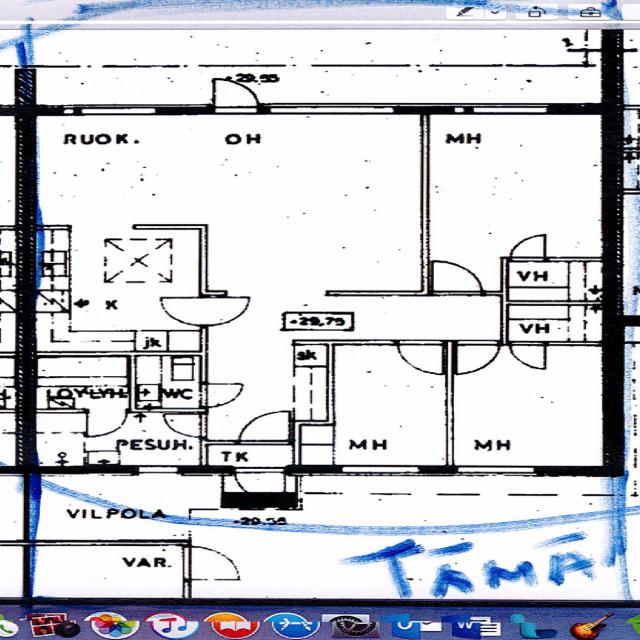 +29.55
RUOK.
OH
MH
VH
K
+29,75
VH
jk
sk
LÖYLYH.
WC
PESUH.
TK
MH
MH
VILPOLA
-29.55
VAR.
TÄMÄ